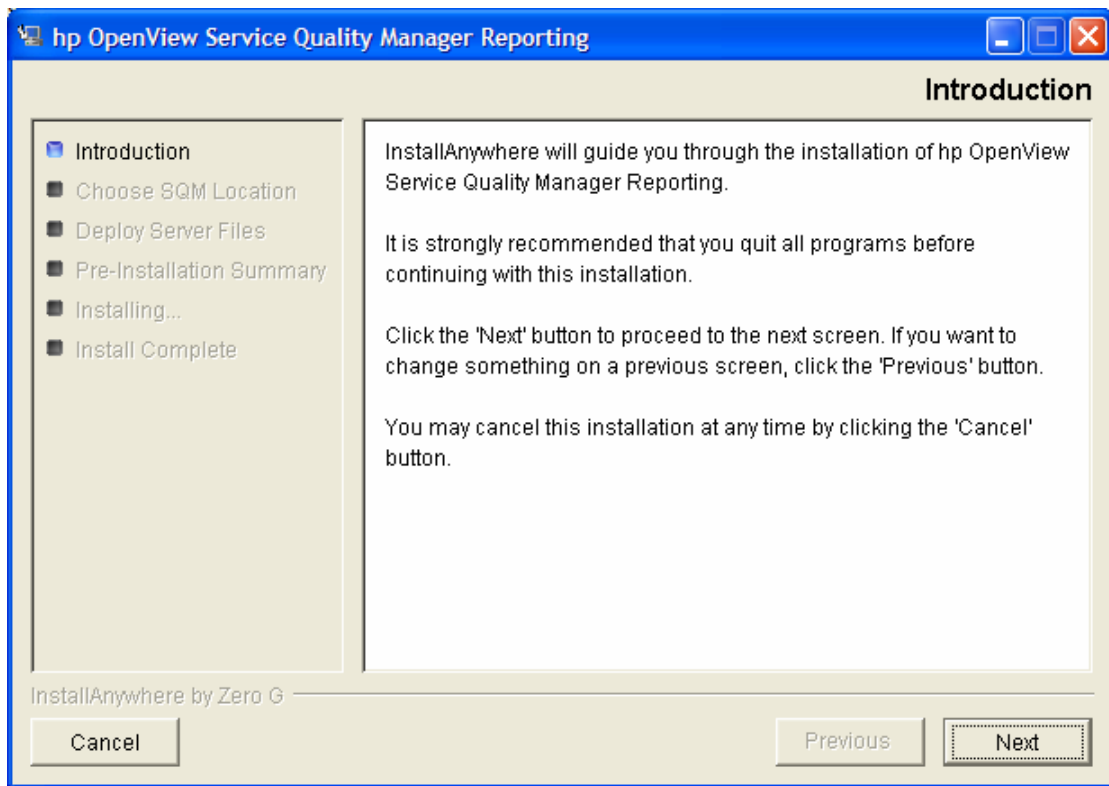 hp OpenView Service Quality Manager Reporting
Introduction
Introduction
Choose SQM Location
Deploy Server Files
Pre-Installation Summary
Installing...
Install Complete
InstallAnywhere will guide you through the installation of hp OpenView
Service Quality Manager Reporting.
It is strongly recommended that you quit all programs before
continuing with this installation.
Click the 'Next' button to proceed to the next screen. If you want to
change something on a previous screen, click the 'Previous' button.
You may cancel this installation at any time by clicking the 'Cancel'
button.
InstallAnywhere by Zero G
Cancel
Previous
Next